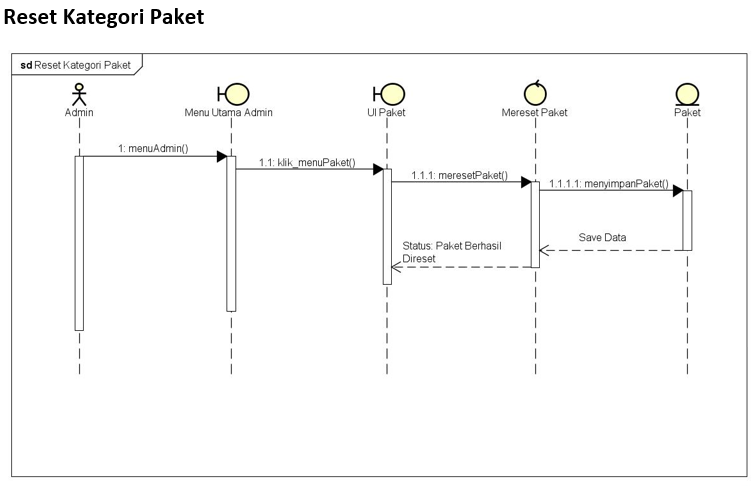 Reset Kategori Paket
sd Reset Kategori Paket
Admin
Menu Utama Admin
UI Paket
Mereset Paket
Paket
1: menuAdmin()
1.1: klik_menuPaket()
1.1.1: meresetPaket()
1.1.1.1: menyimpanPaket()
Save Data
Status: Paket Berhasil
Direset